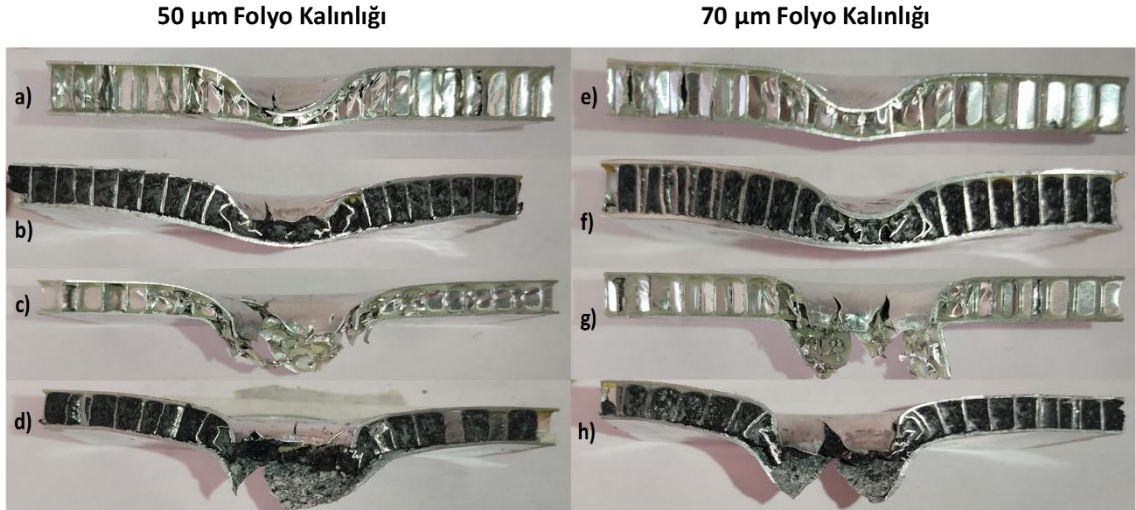 50 µm Folyo Kalınlığı
70 µm Folyo Kalınlığı
a)
e)
b)
f)
c)
g)
d)
h)